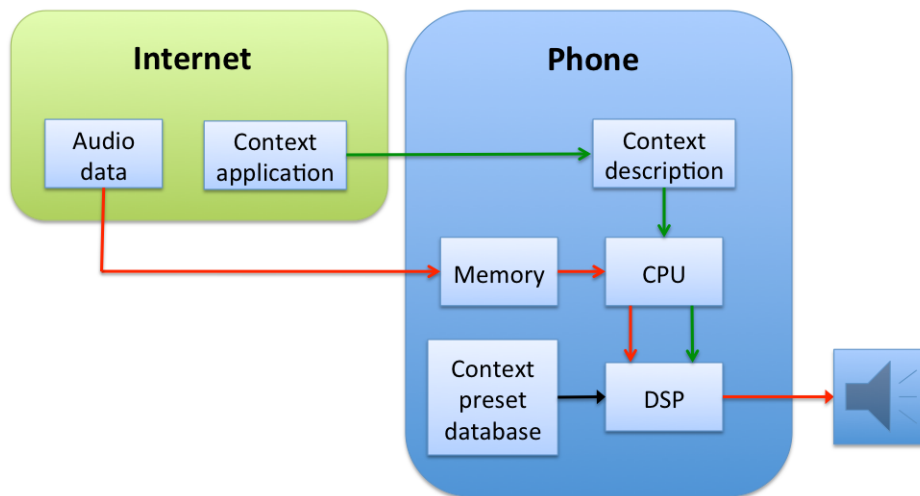 Internet
Phone
Audio
data
Context
application
Context
description
Memory
CPU
Context
preset
database
DSP